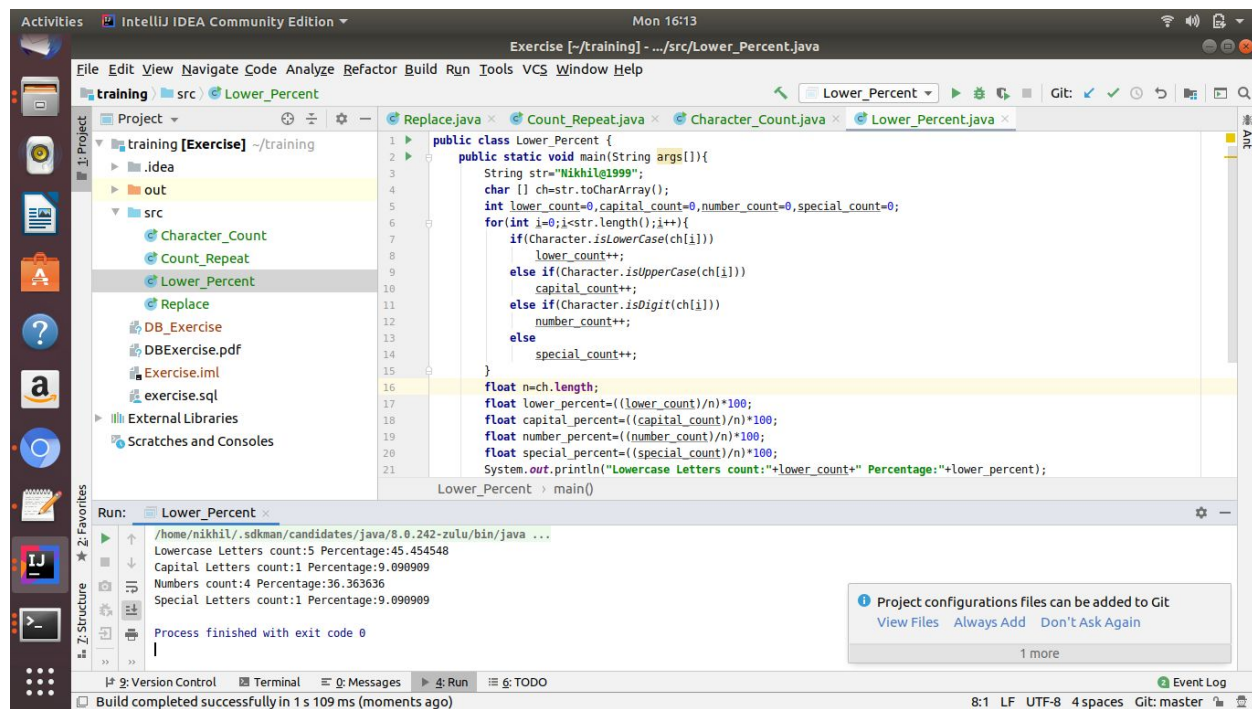 Activities IntelliJ IDEA Community Edition Mon 16:13
Exercise [~/training] - .../src/Lower_Percent.java
File Edit View Navigate Code Analyze Refactor Build Run Tools VCS Window Help
training src Lower_Percent Lower_Percent Git:
1: Project
Project
training [Exercise] ~/training
.idea
out
src
Character_Count
Count_Repeat
Lower_Percent
Replace
DB_Exercise
DBExercise.pdf
Exercise.iml
exercise.sql
External Libraries
Scratches and Consoles
Replace.java Count_Repeat.java Character_Count.java Lower_Percent.java
Ant
1 public class Lower_Percent {
2 public static void main(String args[]){
3 String str="Nikhil@1999";
4 char [] ch=str.toCharArray();
5 int lower_count=0,capital_count=0,number_count=0,special_count=0;
6 for(int i=0;i<str.length();i++){
7 if(Character.isLowerCase(ch[i]))
8 lower_count++;
9 else if(Character.isUpperCase(ch[i]))
10 capital_count++;
11 else if(Character.isDigit(ch[i]))
12 number_count++;
13 else
14 special_count++;
15 }
16 float n=ch.length;
17 float lower_percent=((lower_count)/n)*100;
18 float capital_percent=((capital_count)/n)*100;
19 float number_percent=((number_count)/n)*100;
20 float special_percent=((special_count)/n)*100;
21 System.out.println("Lowercase Letters count:"+lower_count+" Percentage:"+lower_percent);
Lower_Percent › main()
2: Favorites
Z: Structure
Run: Lower_Percent
/home/nikhil/.sdkman/candidates/java/8.0.242-zulu/bin/java ...
Lowercase Letters count:5 Percentage:45.454548
Capital Letters count:1 Percentage:9.090909
Numbers count:4 Percentage:36.363636
Special Letters count:1 Percentage:9.090909
Process finished with exit code 0
Project configurations files can be added to Git
View Files Always Add Don't Ask Again
1 more
9: Version Control Terminal 0: Messages 4: Run 6: TODO 2 Event Log
Build completed successfully in 1 s 109 ms (moments ago) 8:1 LF UTF-8 4 spaces Git: master